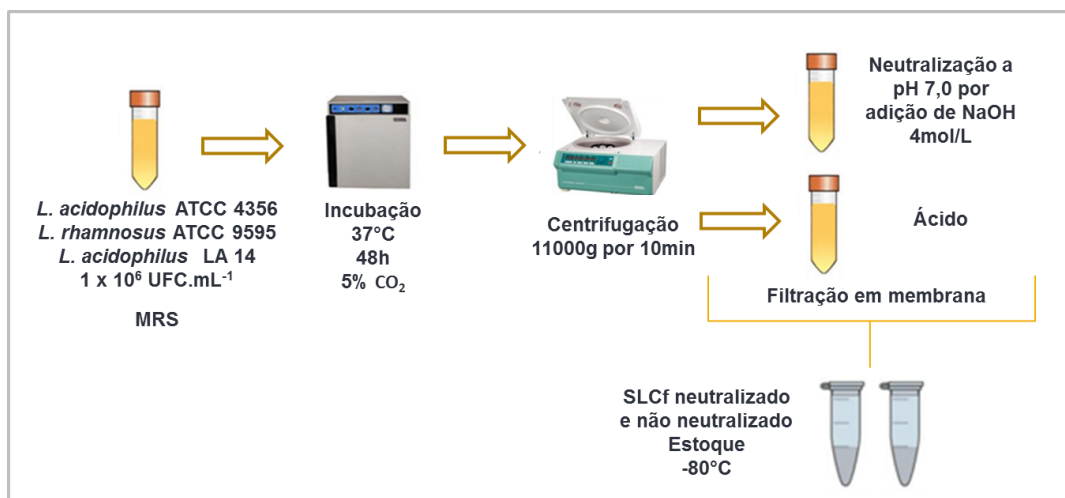 L. acidophilus ATCC 4356
L. rhamnosus ATCC 9595
L. acidophilus LA 14
1 x 10⁶ UFC.mL⁻¹
MRS
Incubação
37°C
48h
5% CO₂
Centrifugação
11000g por 10min
Neutralização a
pH 7,0 por
adição de NaOH
4mol/L
Ácido
Filtração em membrana
SLCf neutralizado
e não neutralizado
Estoque
-80°C